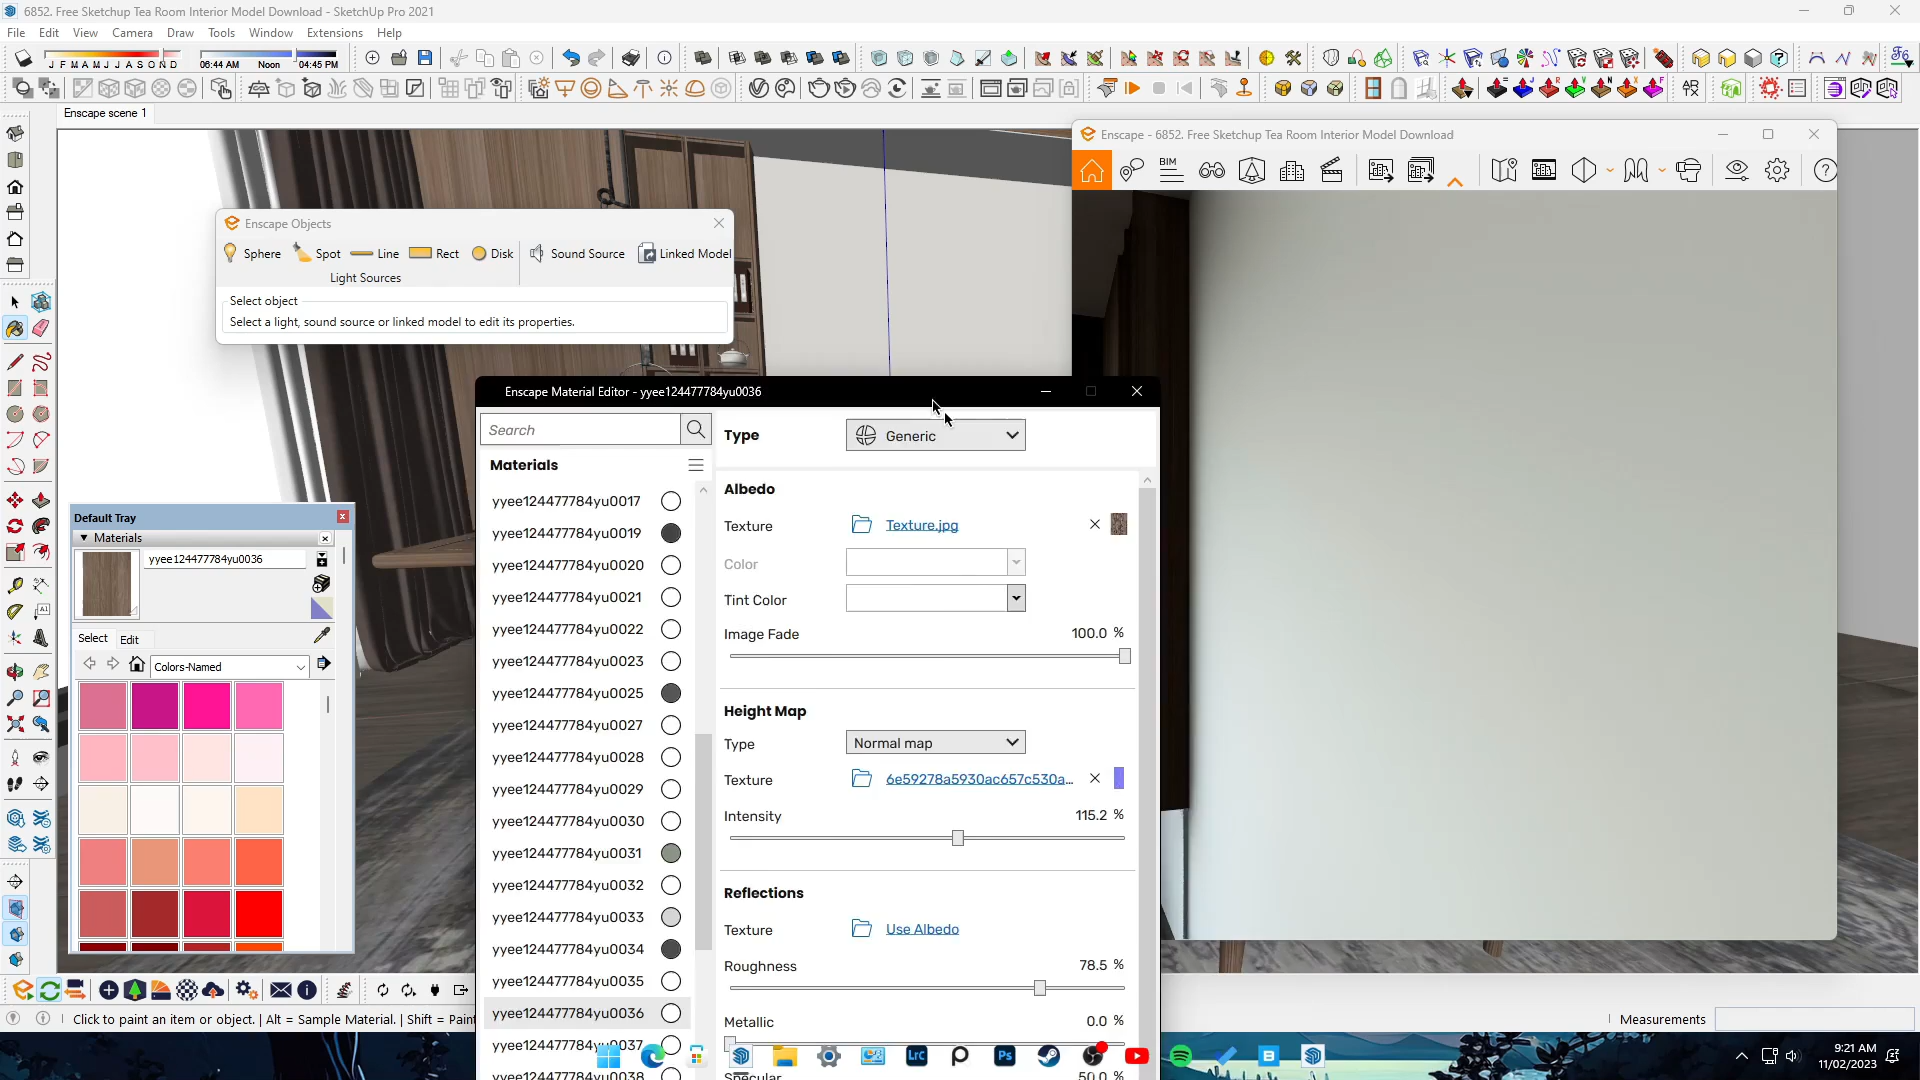 6852. Free Sketchup Tea Room Interior Model Download - SketchUp Pro 2021
File Edit View Camera Draw Tools Window Extensions Help
J F M A M J J A S O N D 06:44 AM Noon 04:45 PM
Enscape scene 1
Enscape - 6852. Free Sketchup Tea Room Interior Model Download
BIM
Enscape Objects
Sphere Spot Line Rect Disk Sound Source Linked Model
Light Sources
Select object
Select a light, sound source or linked model to edit its properties.
Enscape Material Editor - yyee124477784yu0036
Search
Type Generic
Materials
yyee124477784yu0017
yyee124477784yu0019
yyee124477784yu0020
yyee124477784yu0021
yyee124477784yu0022
yyee124477784yu0023
yyee124477784yu0025
yyee124477784yu0027
yyee124477784yu0028
yyee124477784yu0029
yyee124477784yu0030
yyee124477784yu0031
yyee124477784yu0032
yyee124477784yu0033
yyee124477784yu0034
yyee124477784yu0035
yyee124477784yu0036
yyee124477784yu0037
yyee124477784yu0038
Albedo
Texture Texture.jpg
Color
Tint Color
Image Fade 100.0 %
Height Map
Type Normal map
Texture 6e59278a5930ac657c530a...
Intensity 115.2 %
Reflections
Texture Use Albedo
Roughness 78.5 %
Metallic 0.0 %
Specular 50.0 %
Default Tray
Materials
yyee124477784yu0036
Select Edit
Colors-Named
Click to paint an item or object. | Alt = Sample Material. | Shift = Pain
Measurements
Lrc
Ps
9:21 AM
11/02/2023